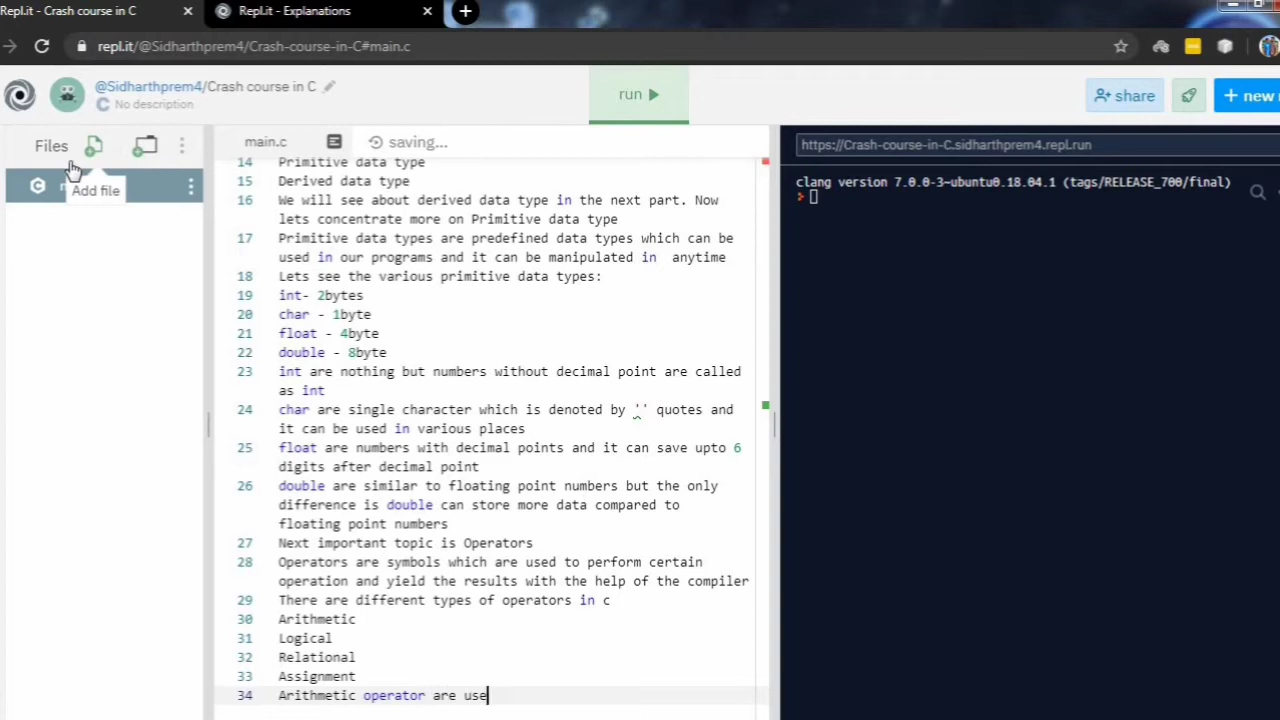 Repl.it - Crash course in C
Repl.it - Explanations
repl.it/@Sidharthprem4/Crash-course-in-C#main.c
@Sidharthprem4/Crash course in C
No description
run
share
+ new
Files
Add file
main.c
saving...
https://Crash-course-in-C.sidharthprem4.repl.run
clang version 7.0.0-3~ubuntu0.18.04.1 (tags/RELEASE_700/final)
14 Primitive data type
15 Derived data type
16 We will see about derived data type in the next part. Now
lets concentrate more on Primitive data type
17 Primitive data types are predefined data types which can be
used in our programs and it can be manipulated in  anytime
18 Lets see the various primitive data types:
19 int- 2bytes
20 char - 1byte
21 float - 4byte
22 double - 8byte
23 int are nothing but numbers without decimal point are called
as int
24 char are single character which is denoted by '' quotes and
it can be used in various places
25 float are numbers with decimal points and it can save upto 6
digits after decimal point
26 double are similar to floating point numbers but the only
difference is double can store more data compared to
floating point numbers
27 Next important topic is Operators
28 Operators are symbols which are used to perform certain
operation and yield the results with the help of the compiler
29 There are different types of operators in c
30 Arithmetic
31 Logical
32 Relational
33 Assignment
34 Arithmetic operator are use